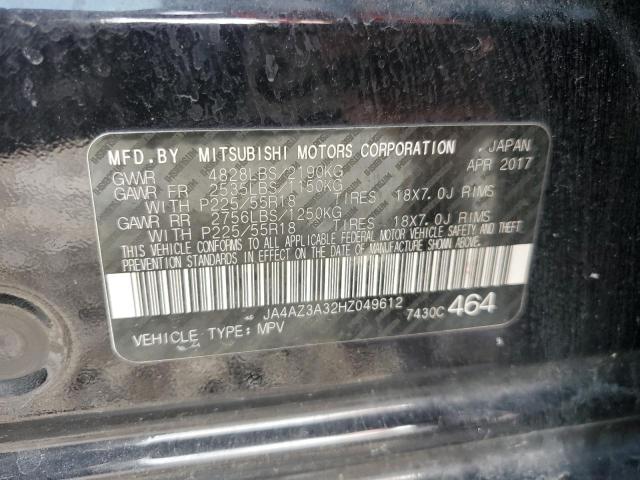 MFD.BY MITSUBISHI MOTORS CORPORATION , JAPAN
GVWR 4828LBS/2190KG APR 2017
GAWR FR 2535LBS/1150KG
WITH P225/55R18 TIRES 18X7.0J RIMS
GAWR RR 2756LBS/1250KG
WITH P225/55R18 TIRES 18X7.0J RIMS
THIS VEHICLE CONFORMS TO ALL APPLICABLE FEDERAL MOTOR VEHICLE SAFETY AND THEFT
PREVENTION STANDARDS IN EFFECT ON THE DATE OF MANUFACTURE SHOWN ABOVE.
JA4AZ3A32HZ049612 7430C 464
VEHICLE TYPE: MPV